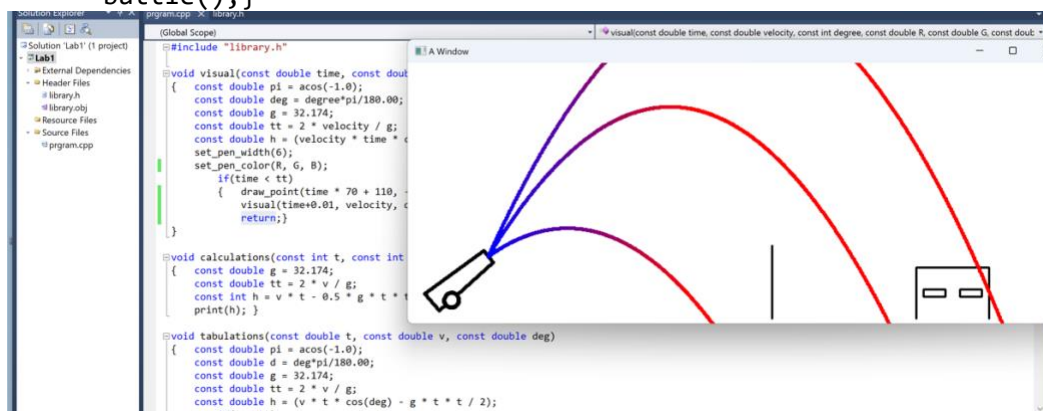 Solution Explorer
prgram.cpp × library.h
(Global Scope)
visual(const double time, const double velocity, const int degree, const double R, const double G, const doub
Solution 'Lab1' (1 project)
Lab1
External Dependencies
Header Files
library.h
library.obj
Resource Files
Source Files
prgram.cpp
A Window
#include "library.h"
void visual(const double time, const doub
{ const double pi = acos(-1.0);
const double deg = degree*pi/180.00;
const double g = 32.174;
const double tt = 2 * velocity / g;
const double h = (velocity * time *
set_pen_width(6);
set_pen_color(R, G, B);
if(time < tt)
{ draw_point(time * 70 + 110, -
visual(time+0.01, velocity,
return;}
}
void calculations(const int t, const int
{ const double g = 32.174;
const double tt = 2 * v / g;
const int h = v * t - 0.5 * g * t * t
print(h); }
void tabulations(const double t, const double v, const double deg)
{ const double pi = acos(-1.0);
const double d = deg*pi/180.00;
const double g = 32.174;
const double tt = 2 * v / g;
const double h = (v * t * cos(deg) - g * t * t / 2);